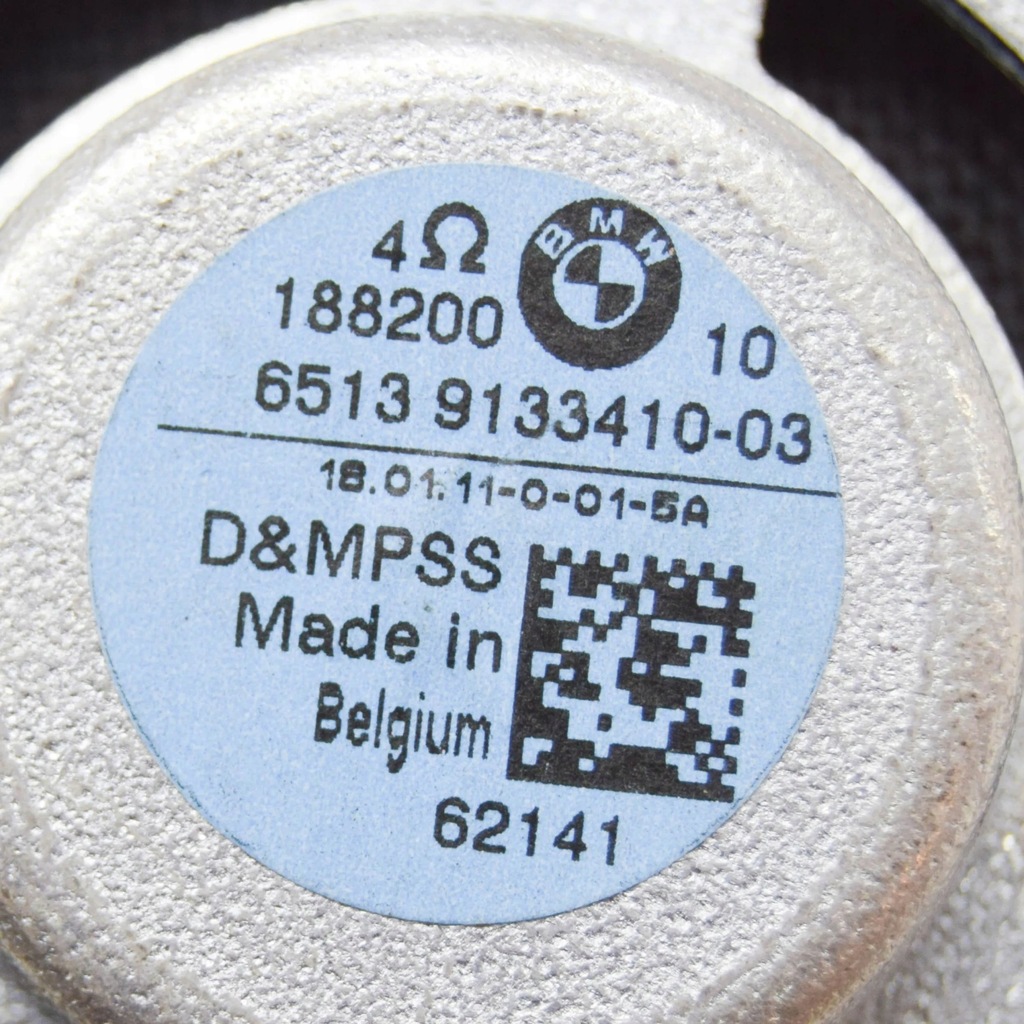 4Ω
BMW
188200
10
6513 9133410-03
18.01.11-0-01-5A
D&MPSS
Made in
Belgium
62141